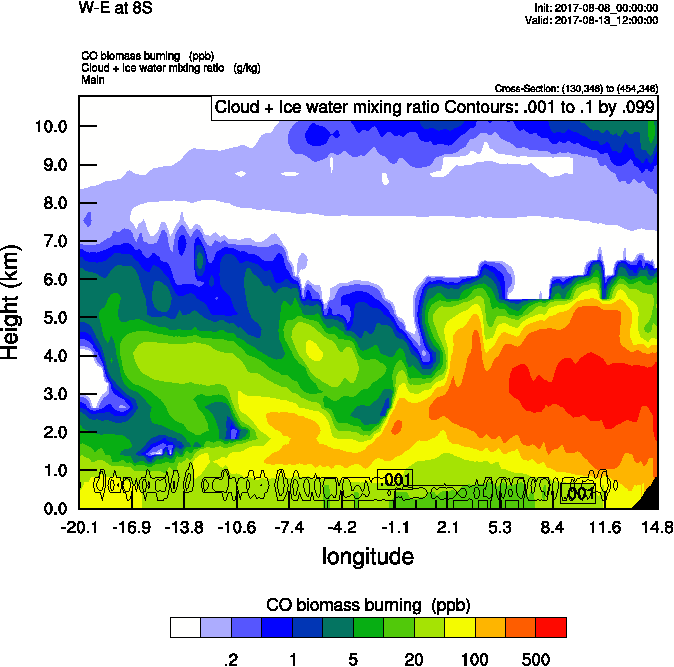 W-E at 8S
Init: 2017-08-08_00:00:00
Valid: 2017-08-13_12:00:00
CO biomass burning (ppb)
Cloud + Ice water mixing ratio (g/kg)
Main
Cross-Section: (130,346) to (454,346)
Cloud + Ice water mixing ratio Contours: .001 to .1 by .099
10.0
9.0
8.0
7.0
6.0
5.0
4.0
3.0
2.0
1.0
0.0
Height (km)
.001
.001
-20.1 -16.9 -13.8 -10.6 -7.4 -4.2 -1.1 2.1 5.3 8.4 11.6 14.8
longitude
CO biomass burning (ppb)
.2 1 5 20 100 500